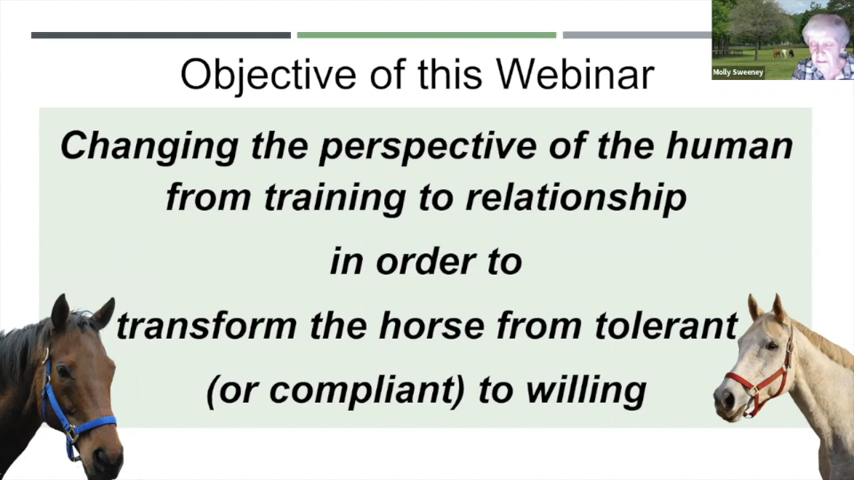 Molly Sweeney
Objective of this Webinar
Changing the perspective of the human
from training to relationship
in order to
transform the horse from tolerant
(or compliant) to willing